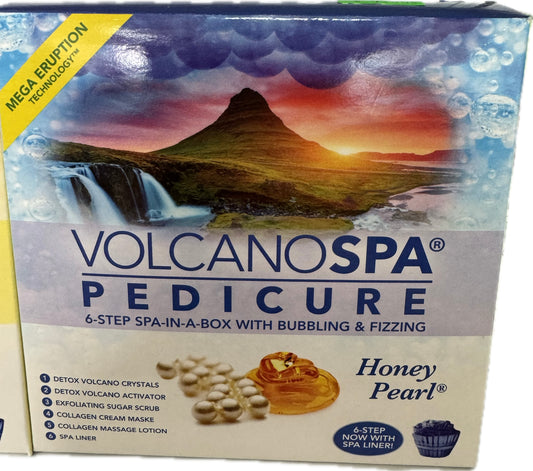 MEGA ERUPTION
TECHNOLOGY™
VOLCANOSPA®
PEDICURE
6-STEP SPA-IN-A-BOX WITH BUBBLING & FIZZING
1 DETOX VOLCANO CRYSTALS
2 DETOX VOLCANO ACTIVATOR
3 EXFOLIATING SUGAR SCRUB
4 COLLAGEN CREAM MASKE
5 COLLAGEN MASSAGE LOTION
6 SPA LINER
Honey
Pearl®
6-STEP
NOW WITH
SPA LINER!